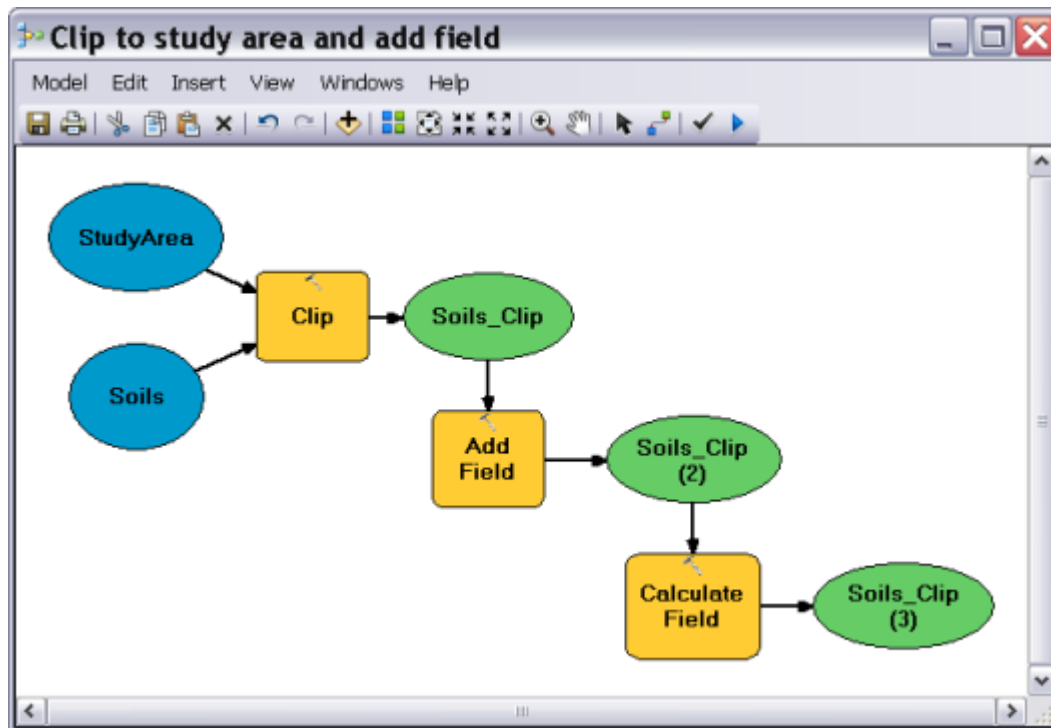 Clip to study area and add field
Model Edit Insert View Windows Help
StudyArea
Clip
Soils_Clip
Soils
Add
Field
Soils_Clip
(2)
Calculate
Field
Soils_Clip
(3)